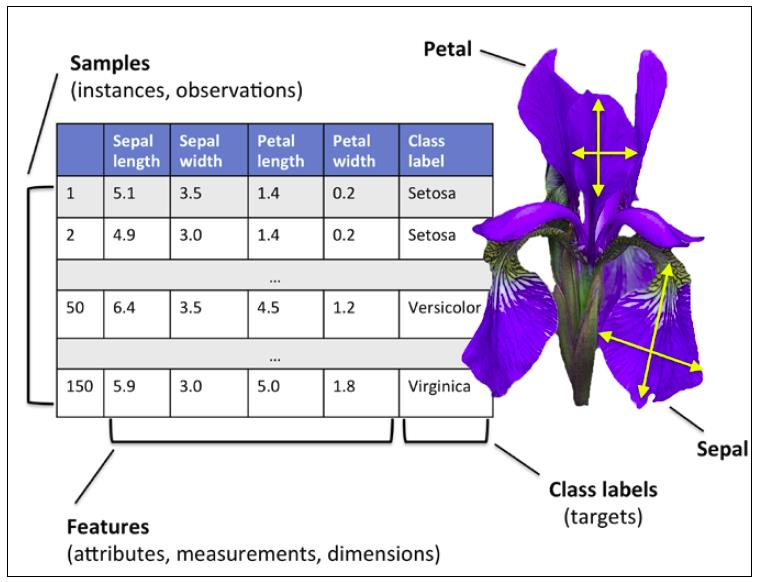 Petal
Samples
(instances, observations)
Sepal length Sepal width Petal length Petal width Class label
1 5.1 3.5 1.4 0.2 Setosa
2 4.9 3.0 1.4 0.2 Setosa
...
50 6.4 3.5 4.5 1.2 Versicolor
...
150 5.9 3.0 5.0 1.8 Virginica
Sepal
Class labels
(targets)
Features
(attributes, measurements, dimensions)